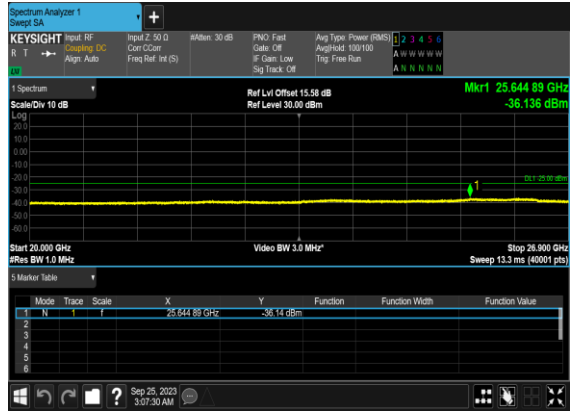 Spectrum Analyzer 1
Swept SA
+
KEYSIGHT Input: RF Input Z: 50 Ω #Atten: 30 dB PNO: Fast Avg Type: Power (RMS) 1 2 3 4 5 6
R T Coupling: DC Corr CCorr Gate: Off Avg|Hold: 100/100 A W W W W W
Align: Auto Freq Ref: Int (S) IF Gain: Low Trig: Free Run
Sig Track: Off A N N N N N
1 Spectrum Ref Lvl Offset 15.58 dB Mkr1 25.644 89 GHz
Scale/Div 10 dB Ref Level 30.00 dBm -36.136 dBm
Log
20.0
10.0
0.00
-10.0
-20.0
DL1 -25.00 dBm
1
-30.0
-40.0
-50.0
-60.0
Start 20.000 GHz Video BW 3.0 MHz* Stop 26.900 GHz
#Res BW 1.0 MHz Sweep 13.3 ms (40001 pts)
5 Marker Table
Mode Trace Scale X Y Function Function Width Function Value
1 N 1 f 25.644 89 GHz -36.14 dBm
2
3
4
5
6
? Sep 25, 2023
3:07:30 AM